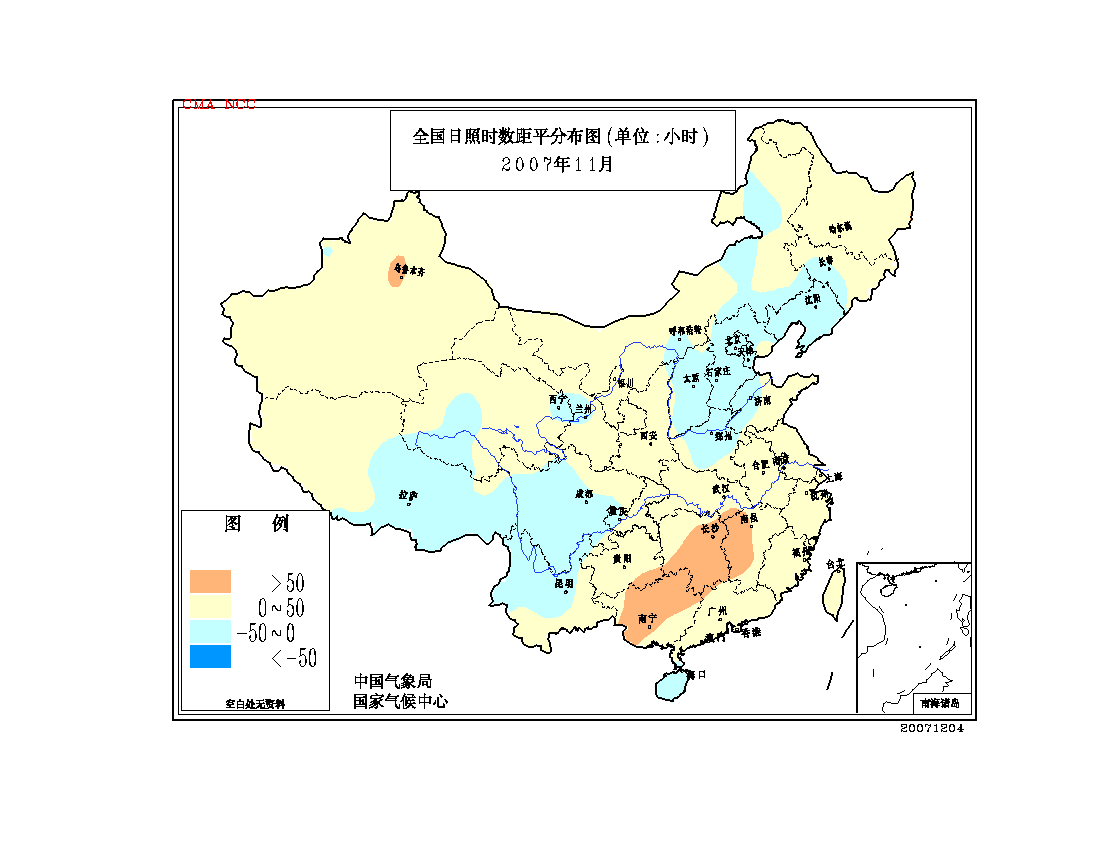 CMA NCC
全国日照时数距平分布图(单位:小时)
2007年11月
哈尔滨
长春
乌鲁木齐
沈阳
呼和浩特
北京
天津
银川
太原
石家庄
西宁
兰州
济南
西安
郑州
拉萨
成都
重庆
合肥
南京
上海
武汉
杭州
长沙
南昌
贵阳
福州
台北
昆明
南宁
广州
澳门
香港
海口
图 例
>50
0~50
-50~0
<-50
空白处无资料
中国气象局
国家气候中心
南海诸岛
20071204